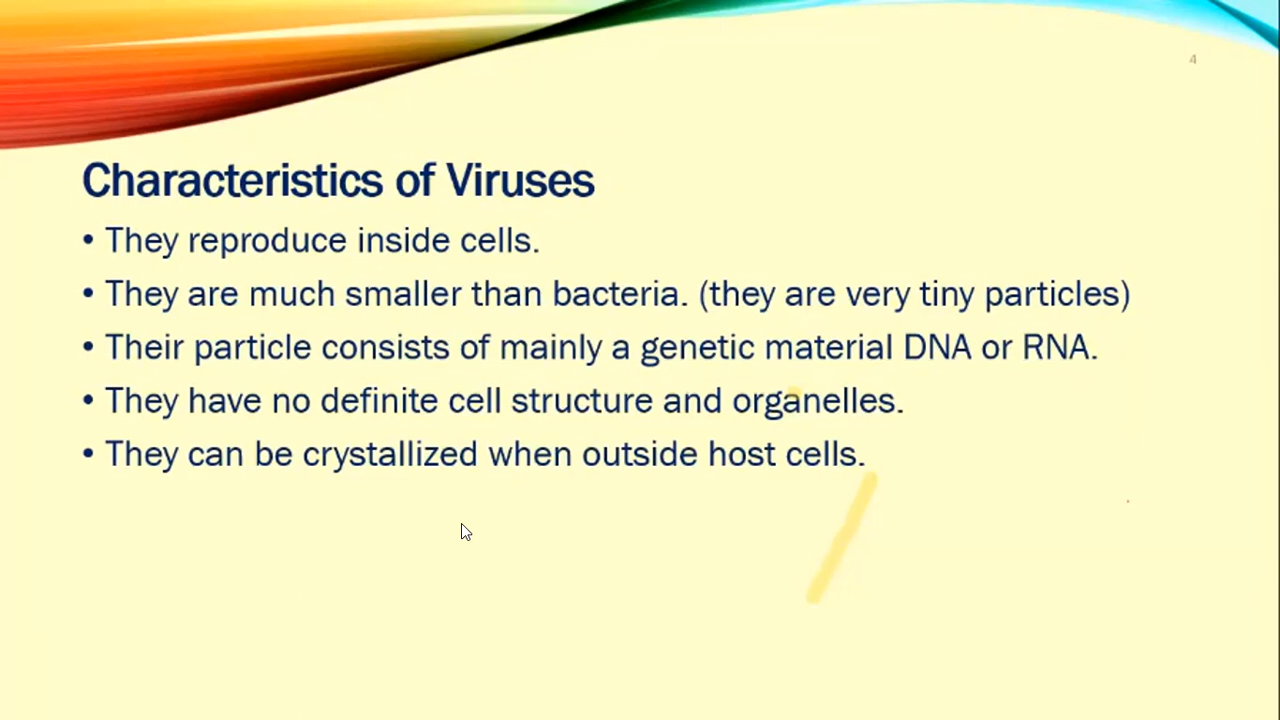 4
Characteristics of Viruses
• They reproduce inside cells.
• They are much smaller than bacteria. (they are very tiny particles)
• Their particle consists of mainly a genetic material DNA or RNA.
• They have no definite cell structure and organelles.
• They can be crystallized when outside host cells.